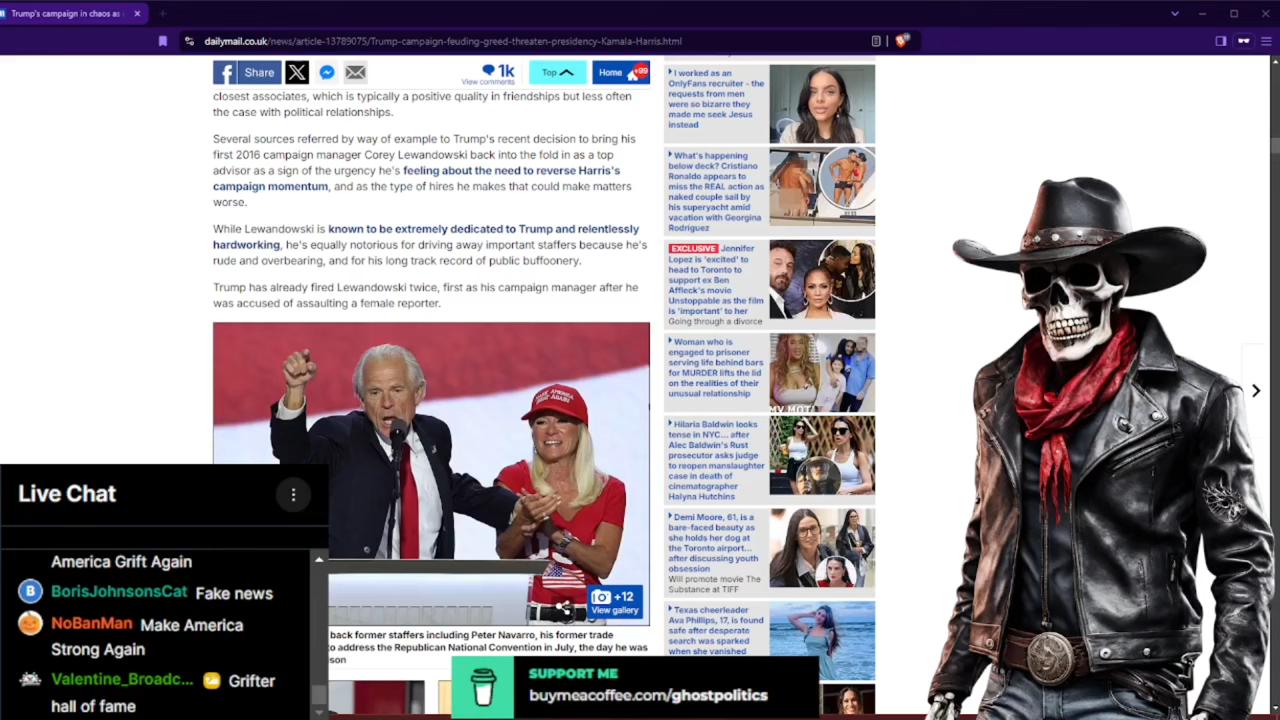 Trump's campaign in chaos as
dailymail.co.uk/news/article-13789075/Trump-campaign-feuding-greed-threaten-presidency-Kamala-Harris.html
Share
1k
View comments
Top
Home
+99
closest associates, which is typically a positive quality in friendships but less often
the case with political relationships.
Several sources referred by way of example to Trump's recent decision to bring his
first 2016 campaign manager Corey Lewandowski back into the fold in as a top
advisor as a sign of the urgency he's feeling about the need to reverse Harris's
campaign momentum, and as the type of hires he makes that could make matters
worse.
While Lewandowski is known to be extremely dedicated to Trump and relentlessly
hardworking, he's equally notorious for driving away important staffers because he's
rude and overbearing, and for his long track record of public buffoonery.
Trump has already fired Lewandowski twice, first as his campaign manager after he
was accused of assaulting a female reporter.
MAKE AMERICA
GREAT AGAIN
+12
View gallery
back former staffers including Peter Navarro, his former trade
to address the Republican National Convention in July, the day he was
son
I worked as an
OnlyFans recruiter - the
requests from men
were so bizarre they
made me seek Jesus
instead
What's happening
below deck? Cristiano
Ronaldo appears to
miss the REAL action as
naked couple sail by
his superyacht amid
vacation with Georgina
Rodriguez
EXCLUSIVE Jennifer
Lopez is 'excited' to
head to Toronto to
support ex Ben
Affleck's movie
Unstoppable as the film
is 'important' to her
Going through a divorce
Woman who is
engaged to prisoner
serving life behind bars
for MURDER lifts the lid
on the realities of their
unusual relationship
Hilaria Baldwin looks
tense in NYC... after
Alec Baldwin's Rust
prosecutor asks judge
to reopen manslaughter
case in death of
cinematographer
Halyna Hutchins
Demi Moore, 61, is a
bare-faced beauty as
she holds her dog at
the Toronto airport...
after discussing youth
obsession
Will promote movie The
Substance at TIFF
Texas cheerleader
Ava Phillips, 17, is found
safe after desperate
search was sparked
when she vanished
Live Chat
America Grift Again
B BorisJohnsonsCat Fake news
NoBanMan Make America
Strong Again
Valentine_Broadc... Grifter
hall of fame
SUPPORT ME
buymeacoffee.com/ghostpolitics